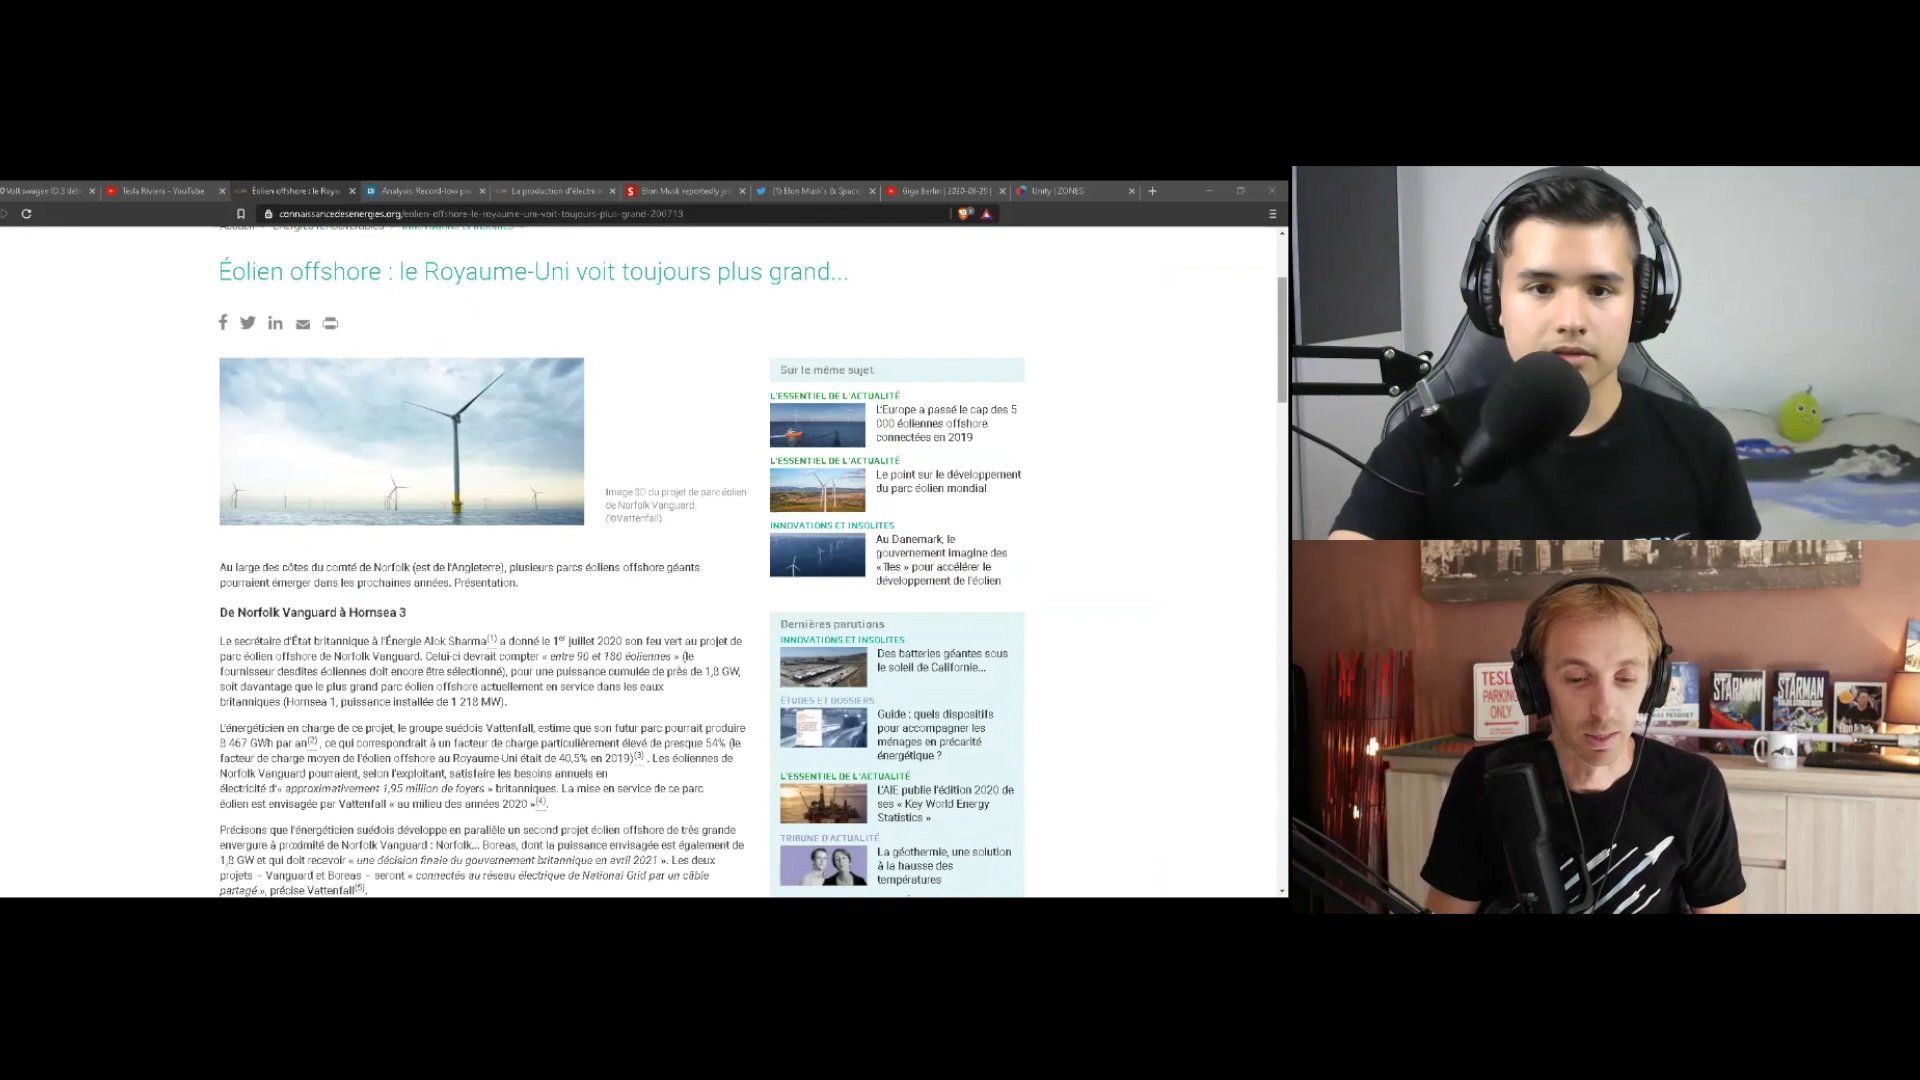 Volkswagen ID.3 déb
Tesla Riviera - YouTube
Éolien offshore : le Roya
Analysis: Record-low pri
La production d'électric
Elon Musk reportedly je
(1) Elon Musk's & Space
Giga Berlin | 2020-08-29 |
Unity | ZONES
connaissancedesenergies.org/eolien-offshore-le-royaume-uni-voit-toujours-plus-grand-200713
Accueil
Énergies renouvelables
Innovations et insolites
Éolien offshore : le Royaume-Uni voit toujours plus grand...
Image 3D du projet de parc éolien
de Norfolk Vanguard.
(©Vattenfall)
Au large des côtes du comté de Norfolk (est de l'Angleterre), plusieurs parcs éoliens offshore géants
pourraient émerger dans les prochaines années. Présentation.
De Norfolk Vanguard à Hornsea 3
Le secrétaire d'État britannique à l'Énergie Alok Sharma(1) a donné le 1er juillet 2020 son feu vert au projet de
parc éolien offshore de Norfolk Vanguard. Celui-ci devrait compter « entre 90 et 180 éoliennes » (le
fournisseur desdites éoliennes doit encore être sélectionné), pour une puissance cumulée de près de 1,8 GW,
soit davantage que le plus grand parc éolien offshore actuellement en service dans les eaux
britanniques (Hornsea 1, puissance installée de 1 218 MW).
L'énergéticien en charge de ce projet, le groupe suédois Vattenfall, estime que son futur parc pourrait produire
8 467 GWh par an(2), ce qui correspondrait à un facteur de charge particulièrement élevé de presque 54% (le
facteur de charge moyen de l'éolien offshore au Royaume-Uni était de 40,5% en 2019)(3). Les éoliennes de
Norfolk Vanguard pourraient, selon l'exploitant, satisfaire les besoins annuels en
électricité d'« approximativement 1,95 million de foyers » britanniques. La mise en service de ce parc
éolien est envisagée par Vattenfall « au milieu des années 2020 »(4).
Précisons que l'énergéticien suédois développe en parallèle un second projet éolien offshore de très grande
envergure à proximité de Norfolk Vanguard : Norfolk... Boreas, dont la puissance envisagée est également de
1,8 GW et qui doit recevoir « une décision finale du gouvernement britannique en avril 2021 ». Les deux
projets – Vanguard et Boreas – seront « connectés au réseau électrique de National Grid par un câble
partagé », précise Vattenfall(5).
Sur le même sujet
L'ESSENTIEL DE L'ACTUALITÉ
L'Europe a passé le cap des 5
000 éoliennes offshore
connectées en 2019
L'ESSENTIEL DE L'ACTUALITÉ
Le point sur le développement
du parc éolien mondial
INNOVATIONS ET INSOLITES
Au Danemark, le
gouvernement imagine des
« îles » pour accélérer le
développement de l'éolien
Dernières parutions
INNOVATIONS ET INSOLITES
Des batteries géantes sous
le soleil de Californie...
ÉTUDES ET DOSSIERS
Guide : quels dispositifs
pour accompagner les
ménages en précarité
énergétique ?
L'ESSENTIEL DE L'ACTUALITÉ
L'AIE publie l'édition 2020 de
ses « Key World Energy
Statistics »
TRIBUNE D'ACTUALITÉ
La géothermie, une solution
à la hausse des
températures
TESLA
PARKING
ONLY
STARMAN
STARMAN